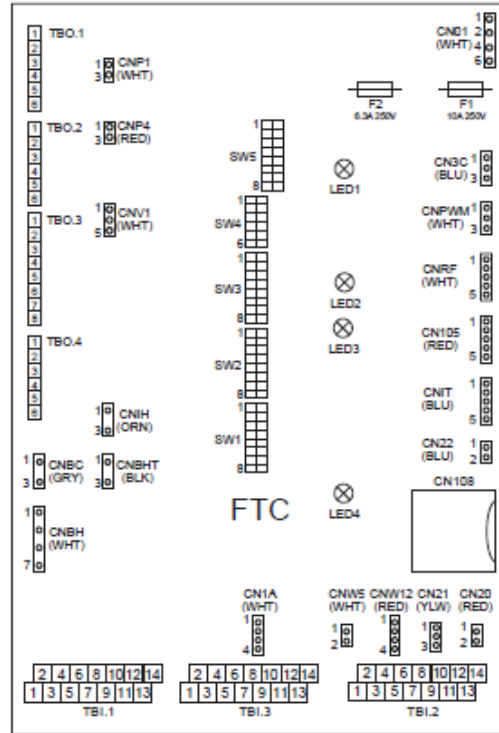 TBO.1
1
2
3
4
5
6
1
3
CNP1
(WHT)
CN01
(WHT)
1
2
4
6
F2
6.3A 250V
F1
10A 250V
TBO.2
1
2
3
4
5
6
1
3
CNP4
(RED)
SW5
1
8
LED1
CN3C
(BLU)
1
3
TBO.3
1
2
3
4
5
6
7
8
1
5
CNV1
(WHT)
SW4
1
6
CNPWM
(WHT)
1
3
SW3
1
8
LED2
CNRF
(WHT)
1
5
LED3
CN105
(RED)
1
5
TBO.4
1
2
3
4
5
6
SW2
1
8
CNIT
(BLU)
1
5
1
3
CNIH
(ORN)
SW1
1
8
CN22
(BLU)
1
2
1
3
CNBC
(GRY)
1
3
CNBHT
(BLK)
CN108
LED4
FTC
1
7
CNBH
(WHT)
CN1A
(WHT)
1
4
CNW5
(WHT)
1
2
CNW12
(RED)
1
4
CN21
(YLW)
1
3
CN20
(RED)
1
2
2 4 6 8 10 12 14
1 3 5 7 9 11 13
TBI.1
2 4 6 8 10 12 14
1 3 5 7 9 11 13
TBI.3
2 4 6 8 10 12 14
1 3 5 7 9 11 13
TBI.2